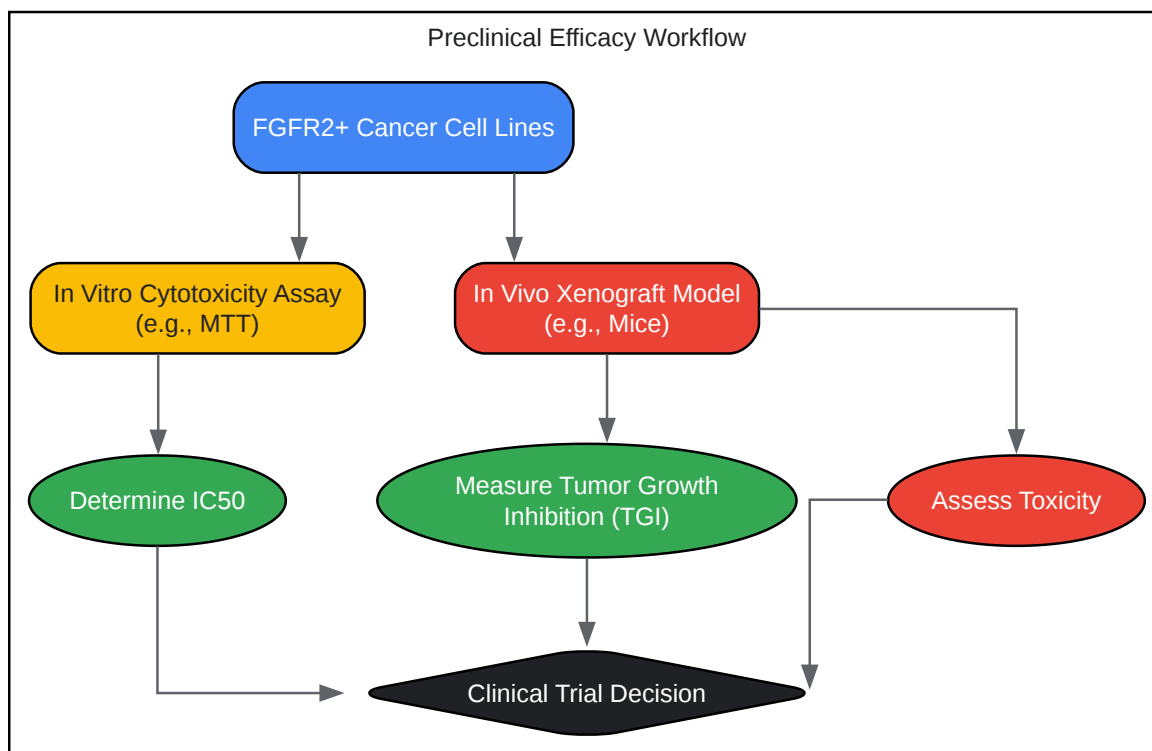 Preclinical Efficacy Workflow
FGFR2+ Cancer Cell Lines
In Vitro Cytotoxicity Assay
(e.g., MTT)
In Vivo Xenograft Model
(e.g., Mice)
Determine IC50
Measure Tumor Growth
Inhibition (TGI)
Assess Toxicity
Clinical Trial Decision